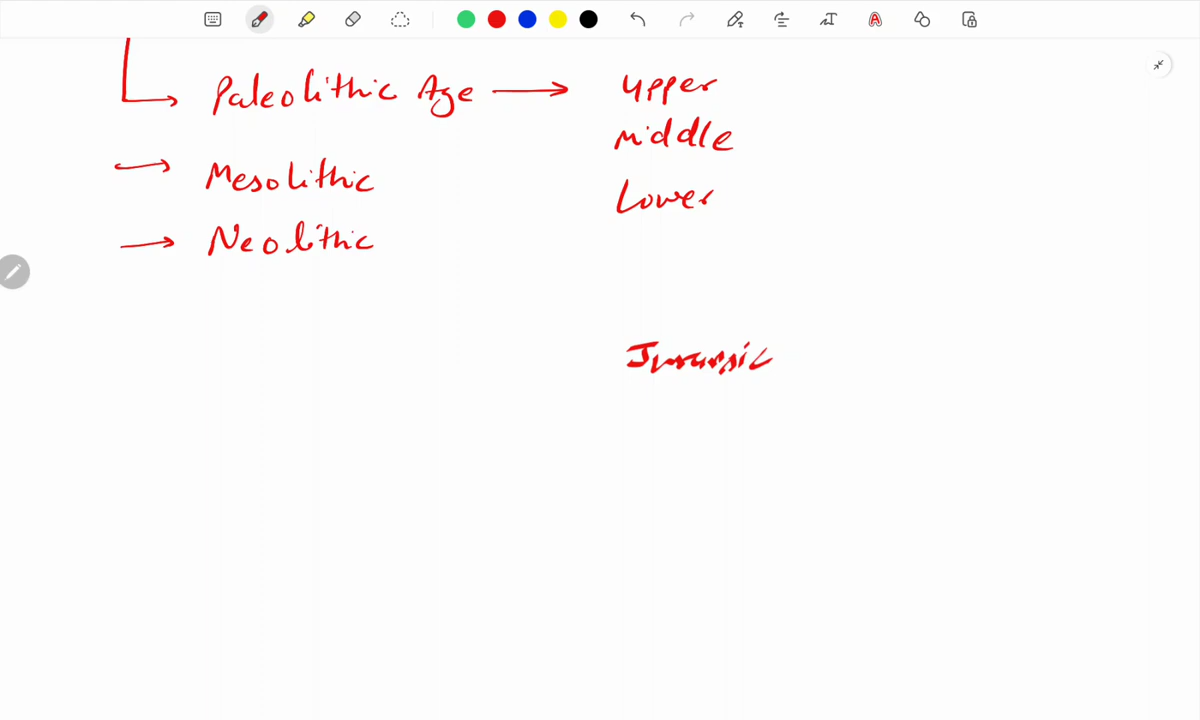 Paleolithic Age → Upper
Middle
Lower
→ Mesolithic
→ Neolithic
Jurassic